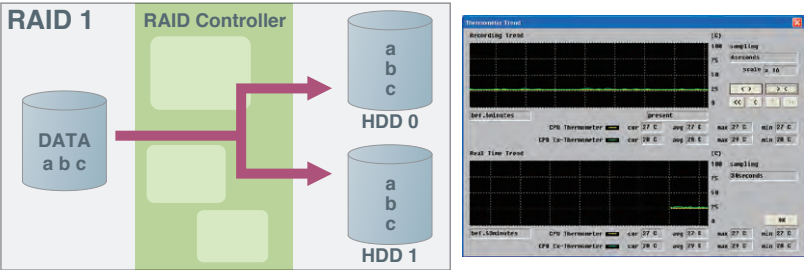 RAID 1
RAID Controller
DATA
a b c
a
b
c
HDD 0
a
b
c
HDD 1
Thermometer Trend
Recording Trend
(C)
100
75
50
25
0
sampling
4seconds
scale x 16
< >
> <
<<
<
bef.6minutes
present
CPU Thermometer cur 27 C avg 27 C max 27 C min 27 C
CPU Ex-Thermometer cur 28 C avg 28 C max 29 C min 28 C
Real Time Trend
(C)
100
75
50
25
0
sampling
30seconds
OK
bef.60minutes
CPU Thermometer cur 27 C avg 27 C max 27 C min 27 C
CPU Ex-Thermometer cur 28 C avg 29 C max 29 C min 28 C